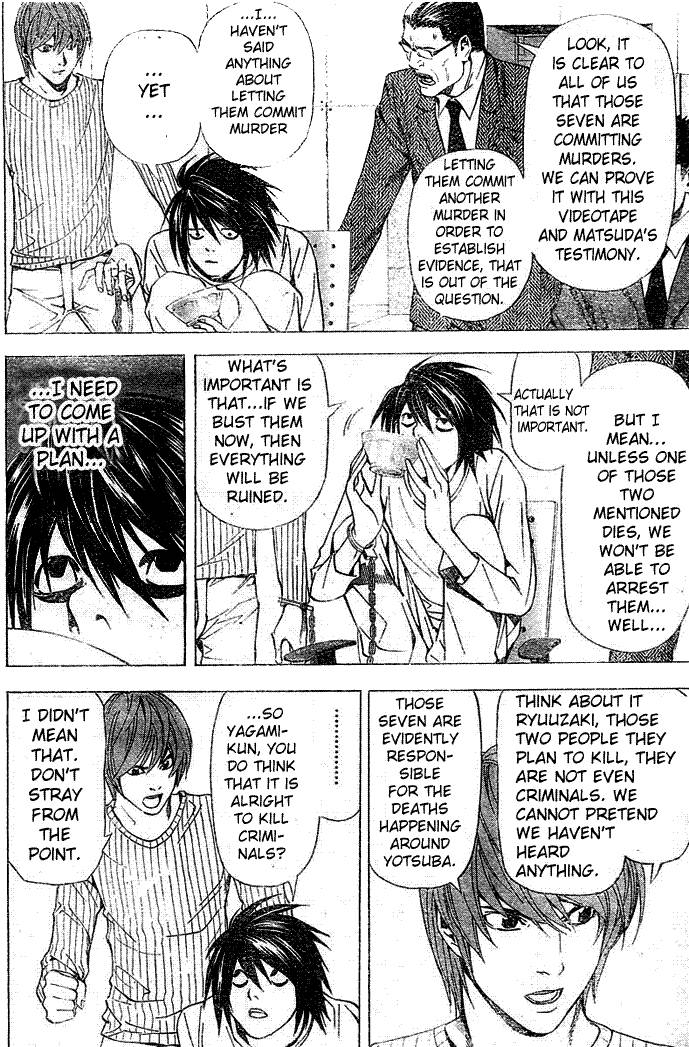 LOOK, IT
IS CLEAR TO
ALL OF US
THAT THOSE
SEVEN ARE
COMMITTING
MURDERS.
WE CAN PROVE
IT WITH THIS
VIDEOTAPE
AND MATSUDA'S
TESTIMONY.
LETTING
THEM COMMIT
ANOTHER
MURDER IN
ORDER TO
ESTABLISH
EVIDENCE, THAT
IS OUT OF THE
QUESTION.
...I...
HAVEN'T
SAID
ANYTHING
ABOUT
LETTING
THEM COMMIT
MURDER
...
YET
...
BUT I
MEAN...
UNLESS ONE
OF THOSE
TWO
MENTIONED
DIES, WE
WON'T BE
ABLE TO
ARREST
THEM...
WELL...
ACTUALLY
THAT IS NOT
IMPORTANT.
WHAT'S
IMPORTANT IS
THAT...IF WE
BUST THEM
NOW, THEN
EVERYTHING
WILL BE
RUINED.
...I NEED
TO COME
UP WITH A
PLAN...
THINK ABOUT IT
RYUUZAKI, THOSE
TWO PEOPLE THEY
PLAN TO KILL, THEY
ARE NOT EVEN
CRIMINALS. WE
CANNOT PRETEND
WE HAVEN'T
HEARD
ANYTHING.
THOSE
SEVEN ARE
EVIDENTLY
RESPON-
SIBLE
FOR THE
DEATHS
HAPPENING
AROUND
YOTSUBA.
.........
...SO
YAGAMI-
KUN, YOU
DO THINK
THAT IT IS
ALRIGHT
TO KILL
CRIMI-
NALS?
I DIDN'T
MEAN
THAT.
DON'T
STRAY
FROM
THE
POINT.